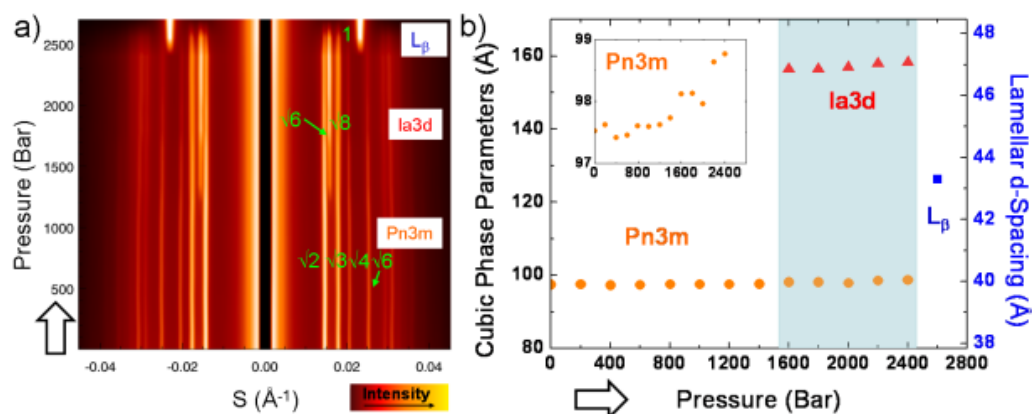 a)
Pressure (Bar)
2500
2000
1500
1000
500
1
Lβ
Ia3d
√6
√8
Pn3m
√2 √3 √4 √6
-0.04 -0.02 0.00 0.02 0.04
S (Å-1)
Intensity
b)
Cubic Phase Parameters (Å)
160
140
120
100
80
99
98
97
Pn3m
0 800 1600 2400
Ia3d
Lβ
Pn3m
48
46
44
42
40
38
Lamellar d-Spacing (Å)
0 400 800 1200 1600 2000 2400 2800
Pressure (Bar)